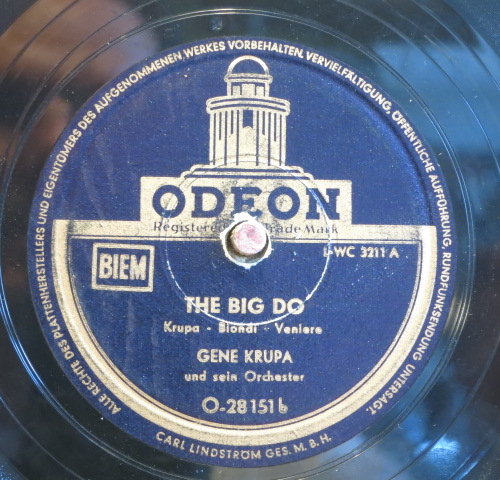 ALLE RECHTE DES PLATTENHERSTELLERS UND EIGENTÜMERS DES AUFGENOMMENEN WERKES VORBEHALTEN. VERVIELFÄLTIGUNG, ÖFFENTLICHE AUFFÜHRUNG, RUNDFUNKSENDUNG UNTERSAGT.
ODEON
Registered Trade Mark
WC 3211 A
BIEM
THE BIG DO
Krupa - Biondi - Veniere
GENE KRUPA
und sein Orchester
O-28151b
CARL LINDSTRÖM GES. M. B. H.